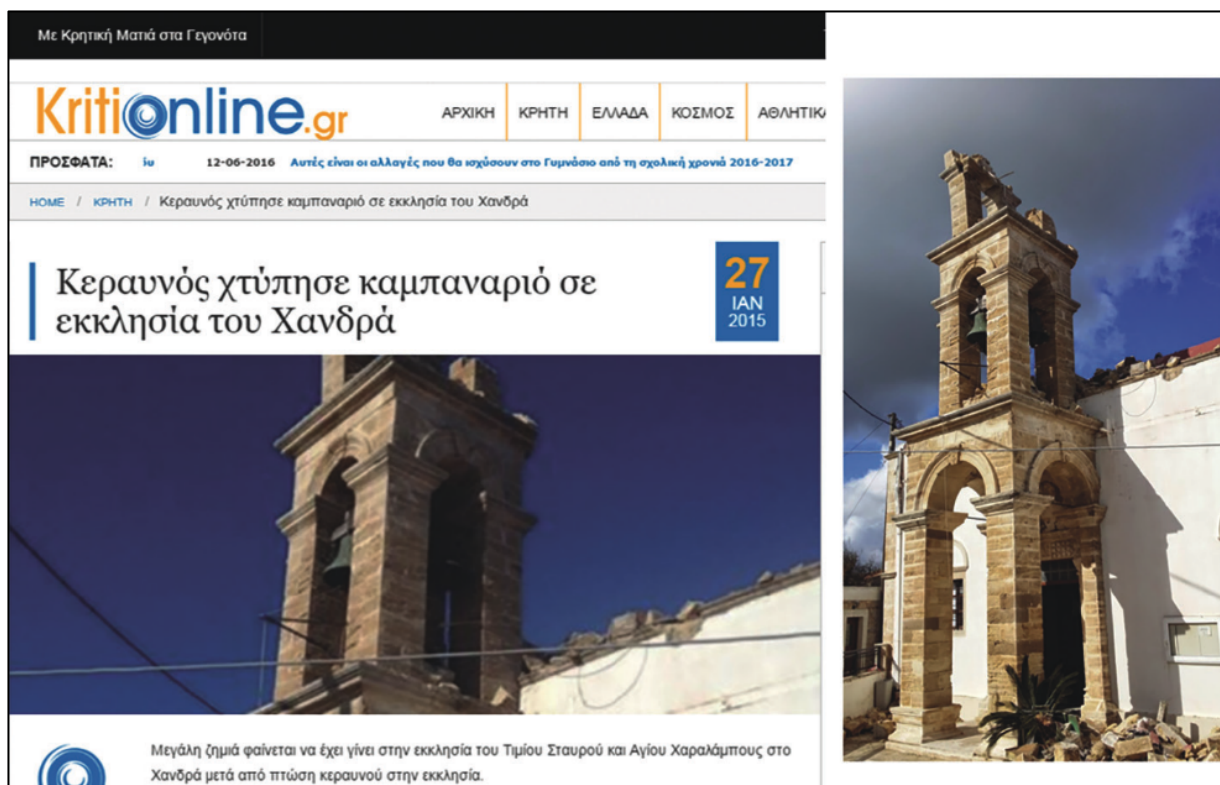 Με Κρητική Ματιά στα Γεγονότα
Kritionline.gr
ΑΡΧΙΚΗ ΚΡΗΤΗ ΕΛΛΑΔΑ ΚΟΣΜΟΣ ΑΘΛΗΤΙΚΑ
ΠΡΟΣΦΑΤΑ: ίω 12-06-2016 Αυτές είναι οι αλλαγές που θα ισχύσουν στο Γυμνάσιο από τη σχολική χρονιά 2016-2017
HOME / ΚΡΗΤΗ / Κεραυνός χτύπησε καμπαναριό σε εκκλησία του Χανδρά
Κεραυνός χτύπησε καμπαναριό σε
εκκλησία του Χανδρά
27
ΙΑΝ
2015
Μεγάλη ζημιά φαίνεται να έχει γίνει στην εκκλησία του Τιμίου Σταυρού και Αγίου Χαραλάμπους στο
Χανδρά μετά από πτώση κεραυνού στην εκκλησία.